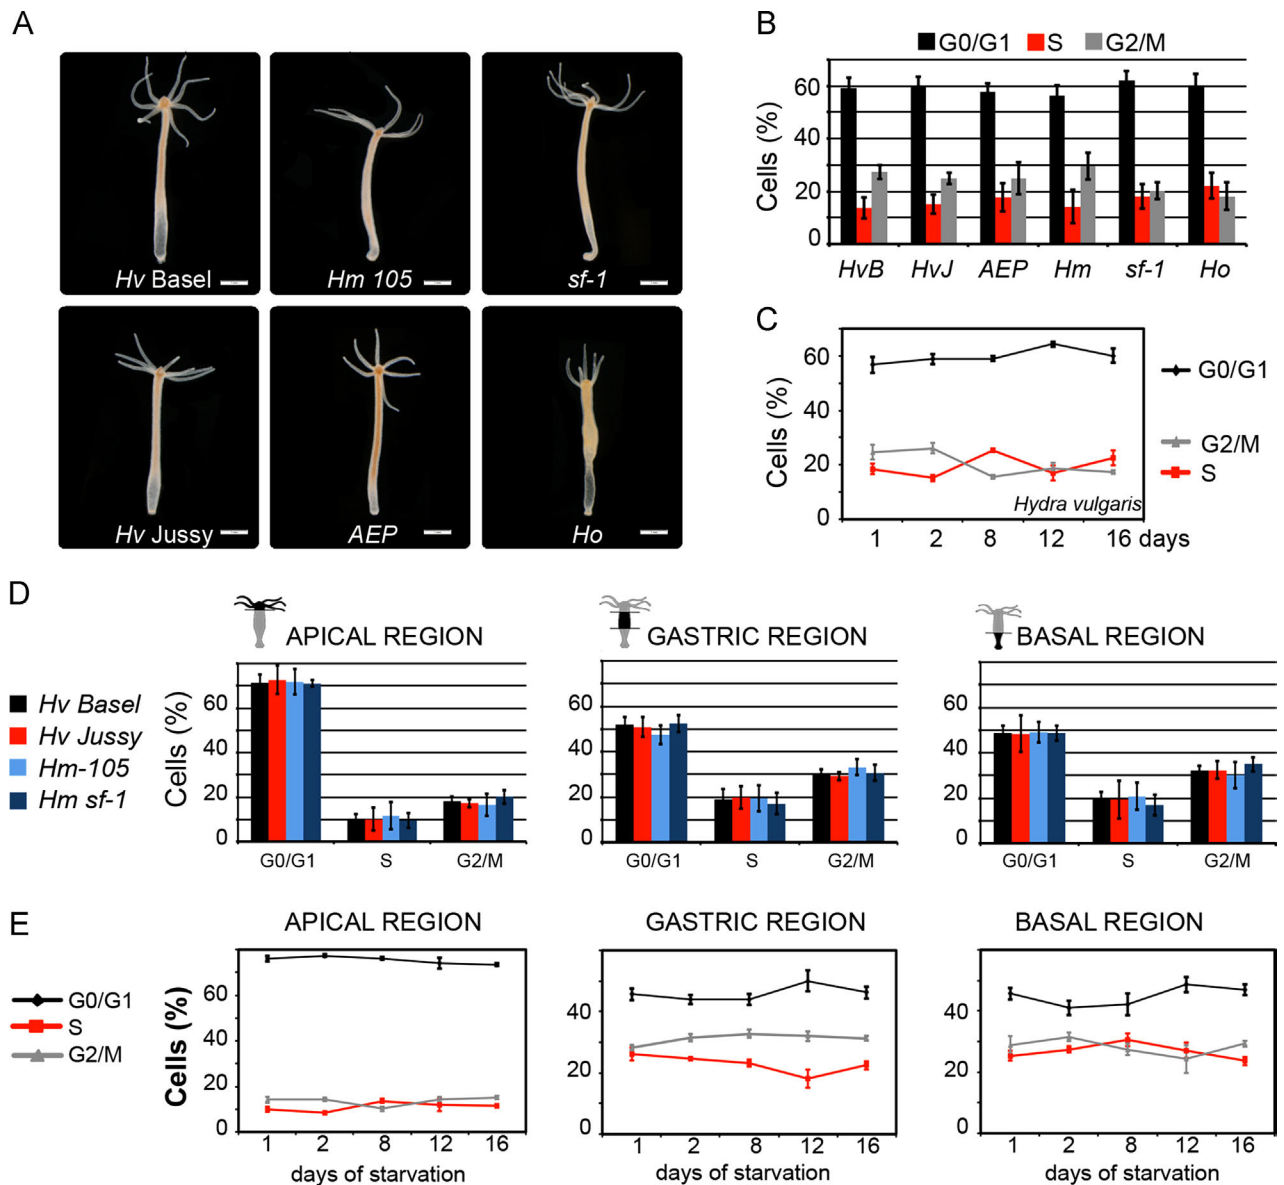 A
Hv Basel
Hm 105
sf-1
Hv Jussy
AEP
Ho
B
G0/G1 S G2/M
Cells (%)
60
40
20
0
HvB HvJ AEP Hm sf-1 Ho
C
Cells (%)
60
40
20
0
Hydra vulgaris
1 2 8 12 16 days
G0/G1
G2/M
S
D
APICAL REGION
GASTRIC REGION
BASAL REGION
Hv Basel
Hv Jussy
Hm-105
Hm sf-1
Cells (%)
60
40
20
0
G0/G1 S G2/M
60
40
20
0
G0/G1 S G2/M
60
40
20
0
G0/G1 S G2/M
E
APICAL REGION
GASTRIC REGION
BASAL REGION
G0/G1
S
G2/M
Cells (%)
60
40
20
0
1 2 8 12 16
days of starvation
40
20
0
1 2 8 12 16
days of starvation
40
20
0
1 2 8 12 16
days of starvation